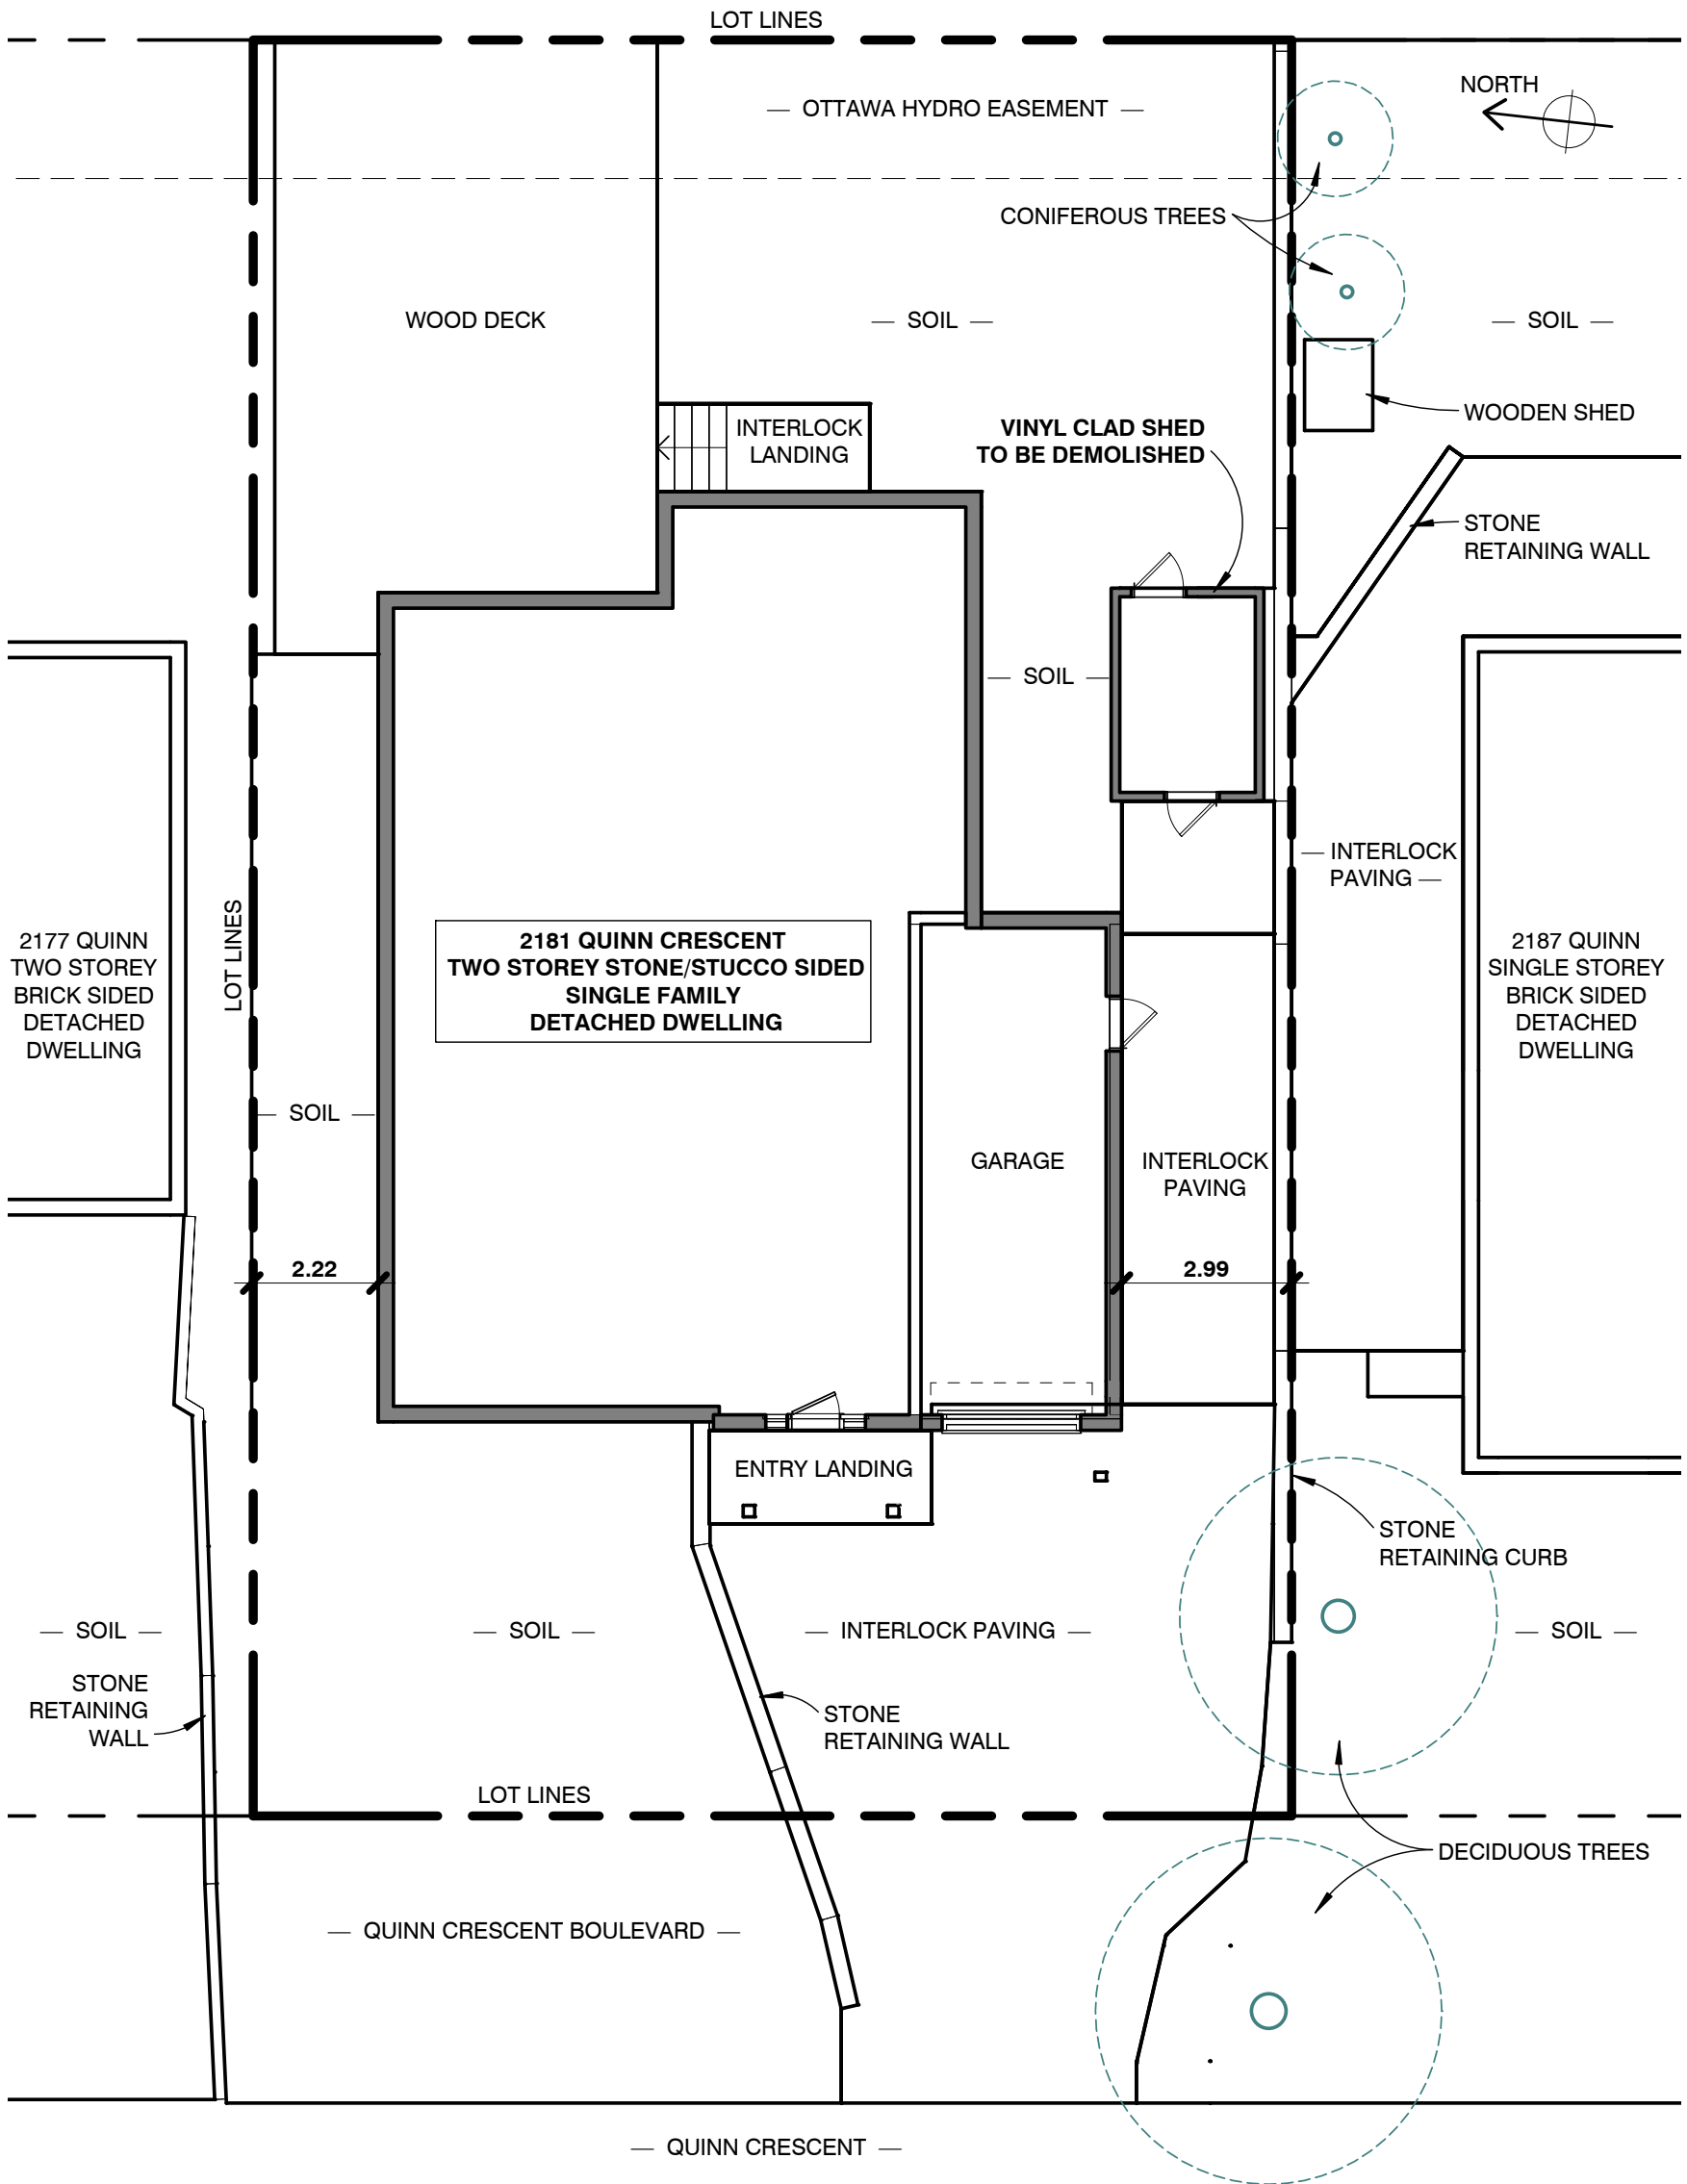 LOT LINES
NORTH
— OTTAWA HYDRO EASEMENT —
CONIFEROUS TREES
WOOD DECK
— SOIL —
— SOIL —
WOODEN SHED
INTERLOCK
LANDING
VINYL CLAD SHED
TO BE DEMOLISHED
STONE
RETAINING WALL
— SOIL —
— INTERLOCK
PAVING —
LOT LINES
2177 QUINN
TWO STOREY
BRICK SIDED
DETACHED
DWELLING
2181 QUINN CRESCENT
TWO STOREY STONE/STUCCO SIDED
SINGLE FAMILY
DETACHED DWELLING
2187 QUINN
SINGLE STOREY
BRICK SIDED
DETACHED
DWELLING
— SOIL —
GARAGE
INTERLOCK
PAVING
2.22
2.99
ENTRY LANDING
STONE
RETAINING CURB
— SOIL —
— SOIL —
— INTERLOCK PAVING —
— SOIL —
STONE
RETAINING
WALL
STONE
RETAINING WALL
LOT LINES
DECIDUOUS TREES
— QUINN CRESCENT BOULEVARD —
— QUINN CRESCENT —